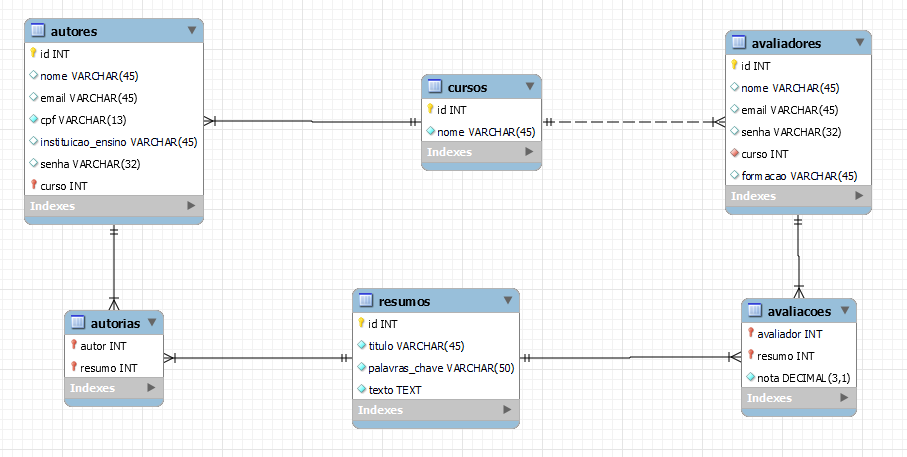 autores
id INT
nome VARCHAR(45)
email VARCHAR(45)
cpf VARCHAR(13)
instituicao_ensino VARCHAR(45)
senha VARCHAR(32)
curso INT
Indexes
cursos
id INT
nome VARCHAR(45)
Indexes
avaliadores
id INT
nome VARCHAR(45)
email VARCHAR(45)
senha VARCHAR(32)
curso INT
formacao VARCHAR(45)
Indexes
autorias
autor INT
resumo INT
Indexes
resumos
id INT
titulo VARCHAR(45)
palavras_chave VARCHAR(50)
texto TEXT
Indexes
avaliacoes
avaliador INT
resumo INT
nota DECIMAL(3,1)
Indexes